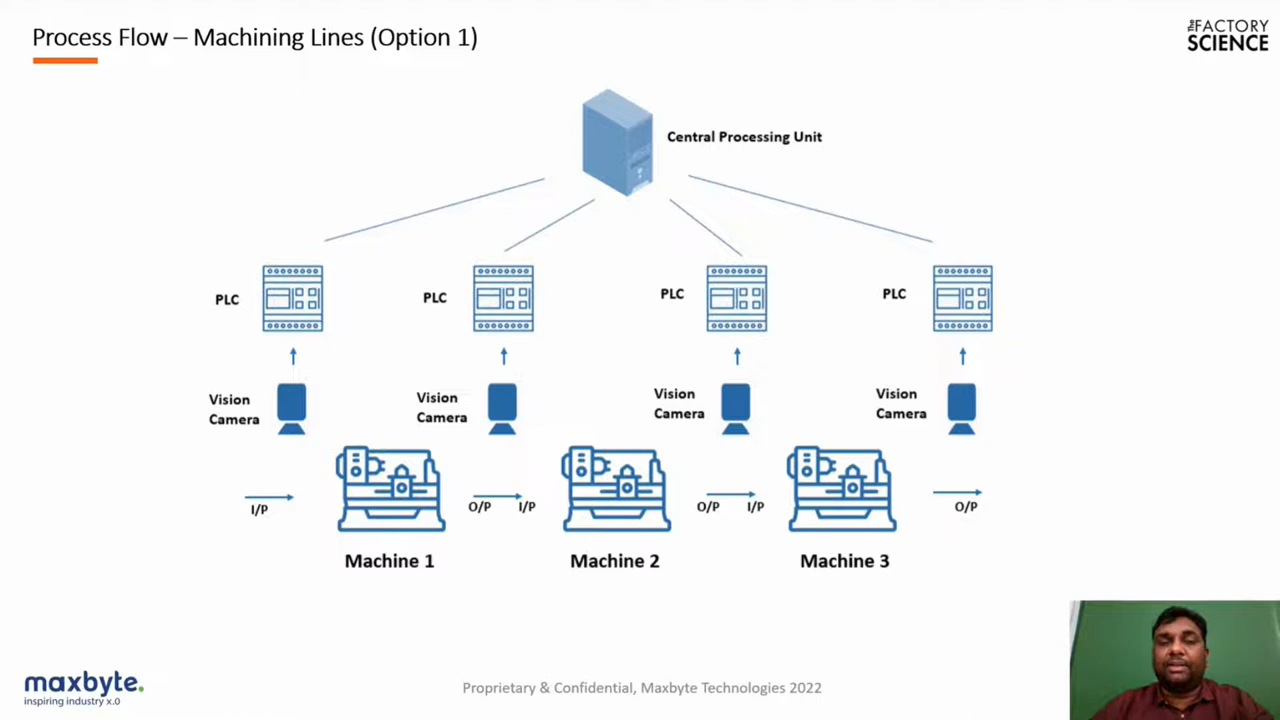 Process Flow – Machining Lines (Option 1)
the FACTORY
SCIENCE
Central Processing Unit
PLC
PLC
PLC
PLC
Vision
Camera
Vision
Camera
Vision
Camera
Vision
Camera
I/P
O/P
I/P
O/P
I/P
O/P
Machine 1
Machine 2
Machine 3
maxbyte.
inspiring industry x.0
Proprietary & Confidential, Maxbyte Technologies 2022